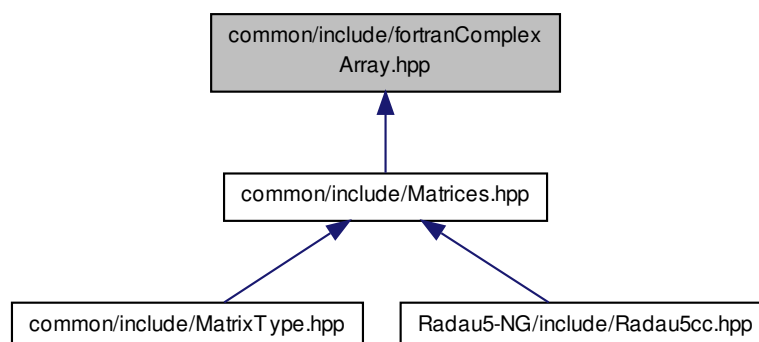 common/include/fortranComplex
Array.hpp
common/include/Matrices.hpp
common/include/MatrixType.hpp
Radau5-NG/include/Radau5cc.hpp